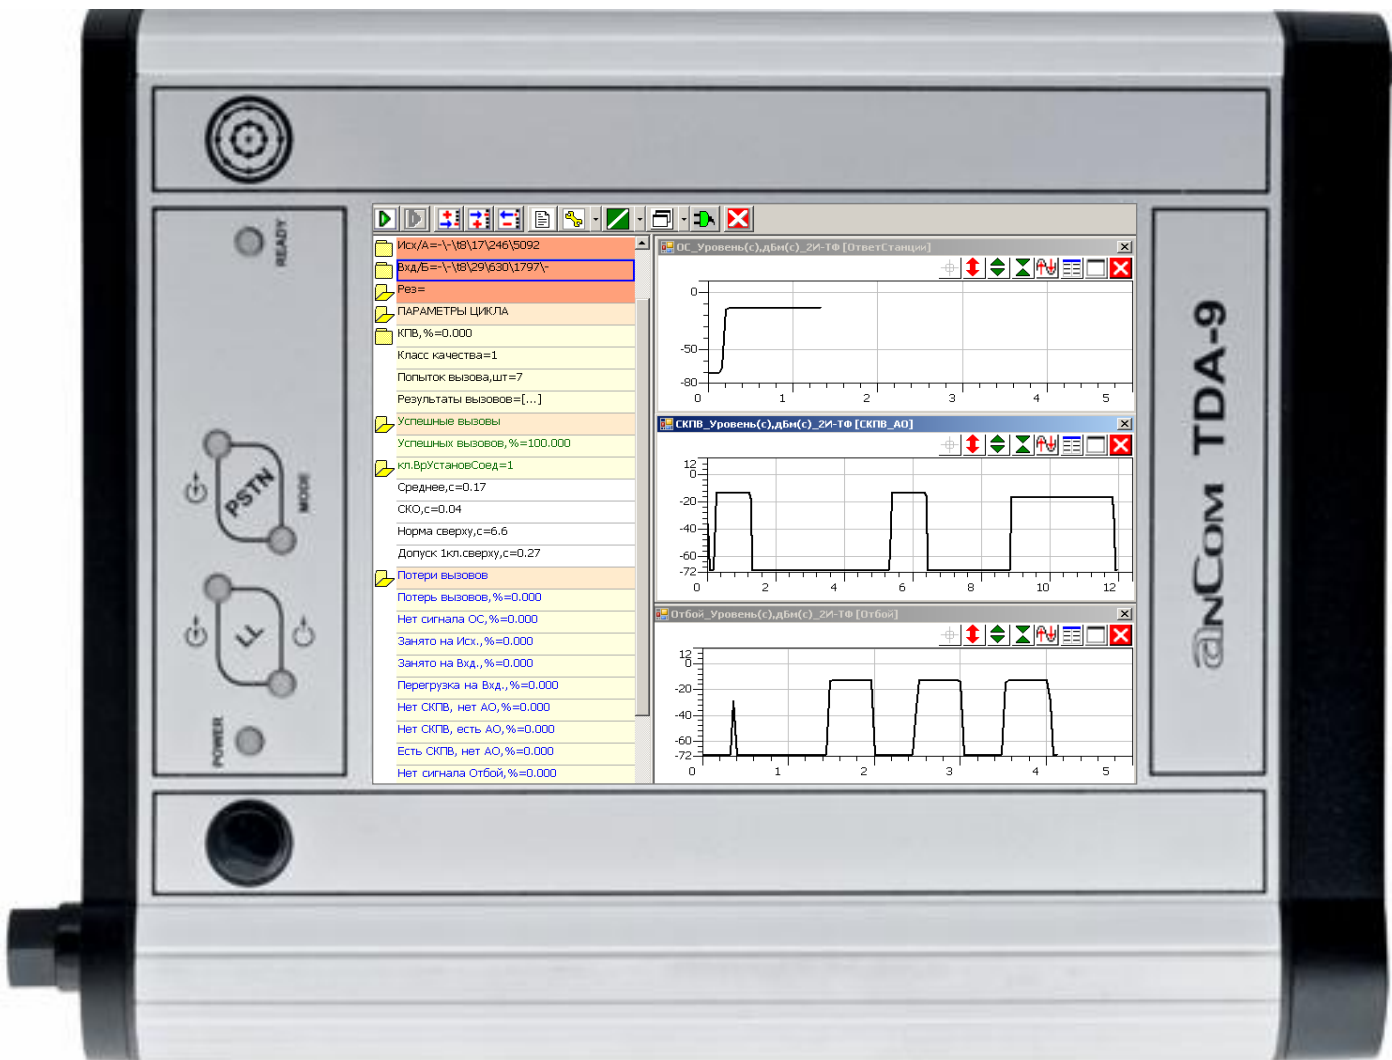 READY
PSTN
MODE
LL
POWER
Исх/А=-\-\t8\17\246\5092
Вхд/Б=-\-\t8\29\630\1797\-
Рез=
ПАРАМЕТРЫ ЦИКЛА
КПВ,%=0.000
Класс качества=1
Попыток вызова,шт=7
Результаты вызовов=[...]
Успешные вызовы
Успешных вызовов,%=100.000
кл.ВрУстановСоед=1
Среднее,с=0.17
СКО,с=0.04
Норма сверху,с=6.6
Допуск 1кл.сверху,с=0.27
Потери вызовов
Потерь вызовов,%=0.000
Нет сигнала ОС,%=0.000
Занято на Исх.,%=0.000
Занято на Вхд.,%=0.000
Перегрузка на Вхд.,%=0.000
Нет СКПВ, нет АО,%=0.000
Нет СКПВ, есть АО,%=0.000
Есть СКПВ, нет АО,%=0.000
Нет сигнала Отбой,%=0.000
ОС_Уровень(с),дБм(с)_2И-ТФ [ОтветСтанции]
0
-50
-80
0 1 2 3 4 5
СКПВ_Уровень(с),дБм(с)_2И-ТФ [СКПВ_АО]
12
0
-20
-40
-60
-72
0 2 4 6 8 10 12
Отбой_Уровень(с),дБм(с)_2И-ТФ [Отбой]
12
0
-20
-40
-60
-72
0 1 2 3 4 5
anCom TDA-9